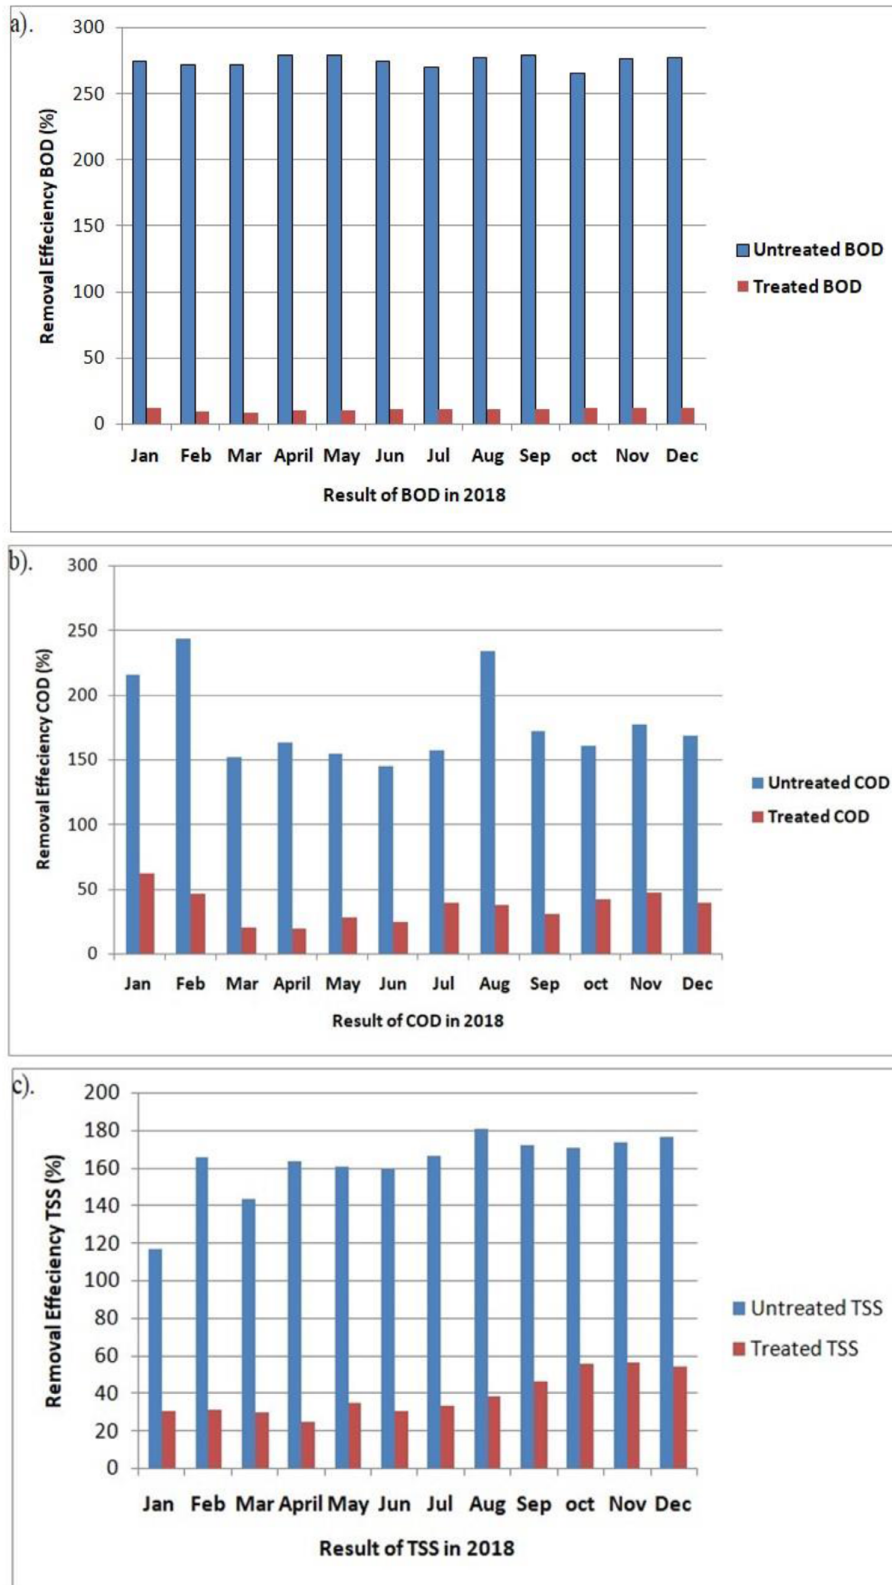 a).
Removal Effeciency BOD (%)
300
250
200
150
100
50
0
Jan Feb Mar April May Jun Jul Aug Sep oct Nov Dec
Result of BOD in 2018
Untreated BOD
Treated BOD
b).
Removal Effeciency COD (%)
300
250
200
150
100
50
0
Jan Feb Mar April May Jun Jul Aug Sep oct Nov Dec
Result of COD in 2018
Untreated COD
Treated COD
c).
Removal Effeciency TSS (%)
200
180
160
140
120
100
80
60
40
20
0
Jan Feb Mar April May Jun Jul Aug Sep oct Nov Dec
Result of TSS in 2018
Untreated TSS
Treated TSS